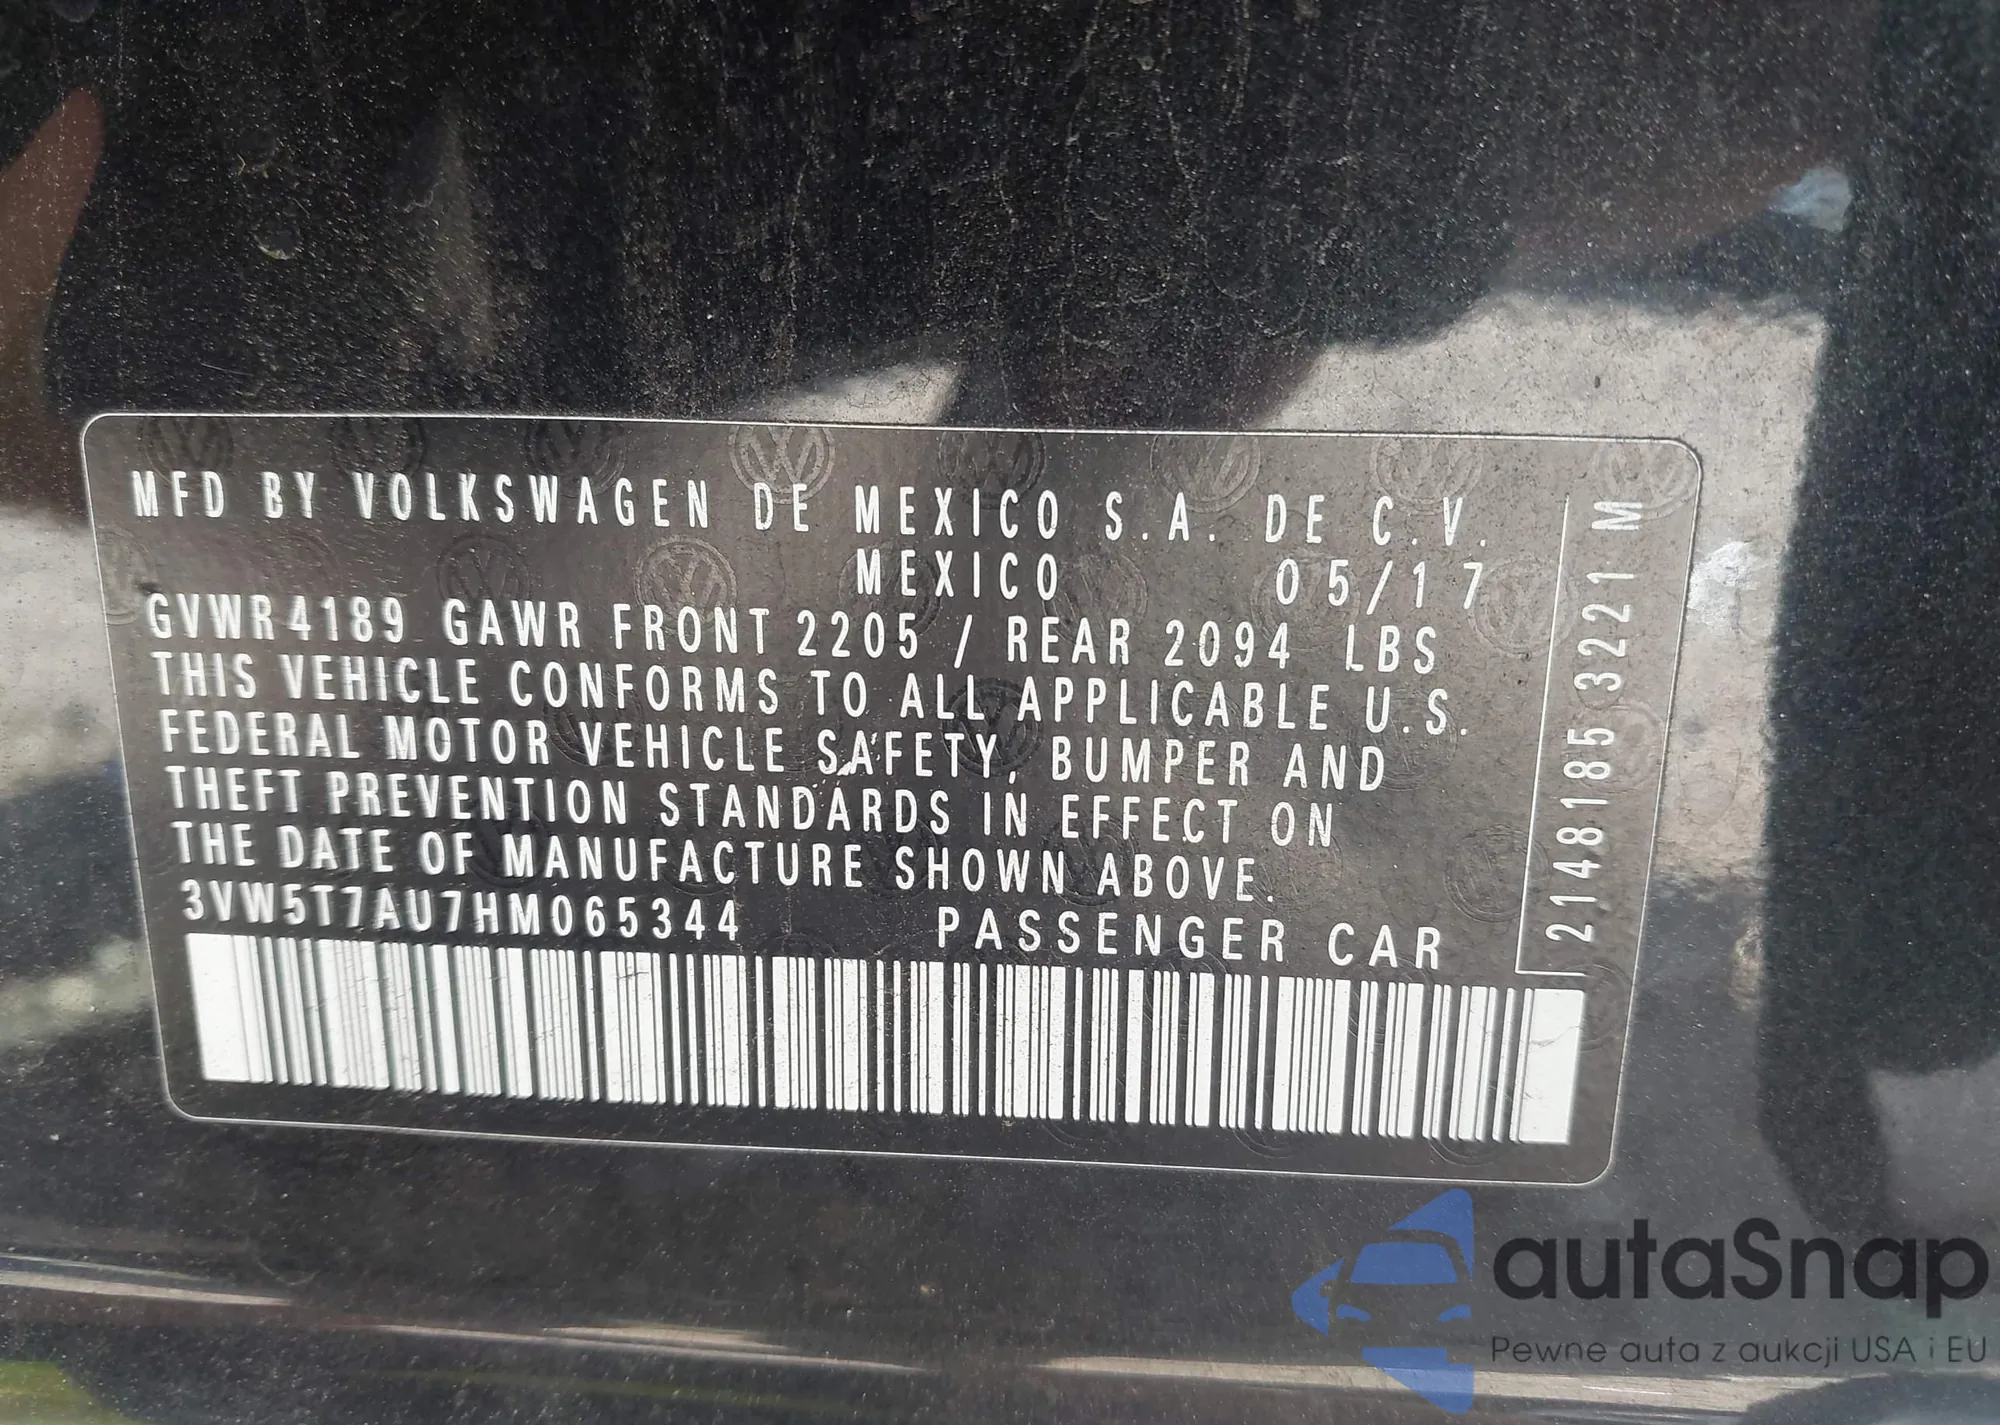 MFD BY VOLKSWAGEN DE MEXICO S.A. DE C.V.
MEXICO 05/17
GVWR 4189 GAWR FRONT 2205 / REAR 2094 LBS
THIS VEHICLE CONFORMS TO ALL APPLICABLE U.S.
FEDERAL MOTOR VEHICLE SAFETY, BUMPER AND
THEFT PREVENTION STANDARDS IN EFFECT ON
THE DATE OF MANUFACTURE SHOWN ABOVE.
3VW5T7AU7HM065344 PASSENGER CAR
2148185 3221 M
autaSnap
Pewne auta z aukcji USA i EU